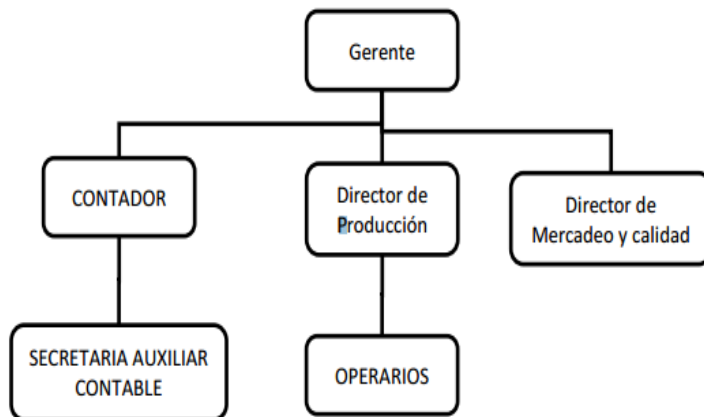 Gerente
CONTADOR
Director de
Producción
Director de
Mercadeo y calidad
SECRETARIA AUXILIAR
CONTABLE
OPERARIOS